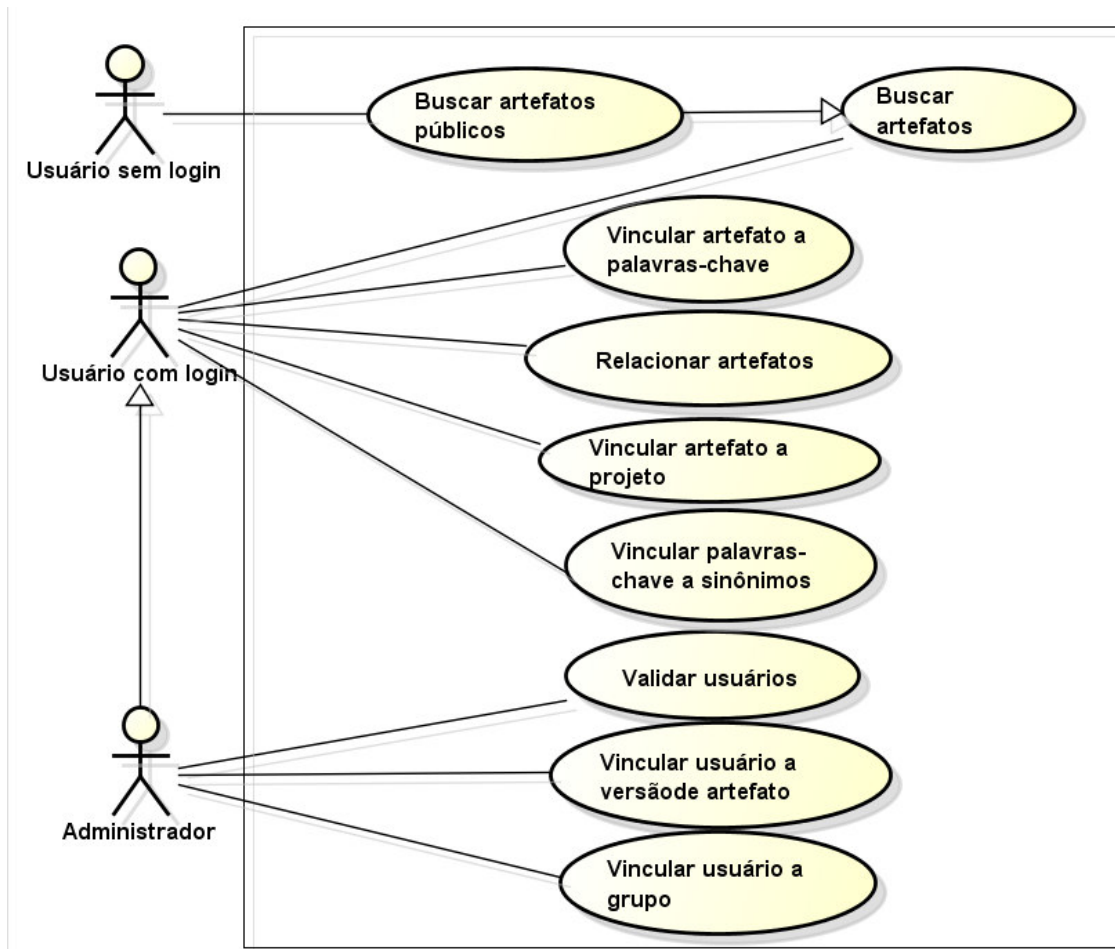 Buscar artefatos
públicos
Buscar
artefatos
Usuário sem login
Vincular artefato a
palavras-chave
Usuário com login
Relacionar artefatos
Vincular artefato a
projeto
Vincular palavras-
chave a sinônimos
Validar usuários
Vincular usuário a
versãode artefato
Administrador
Vincular usuário a
grupo